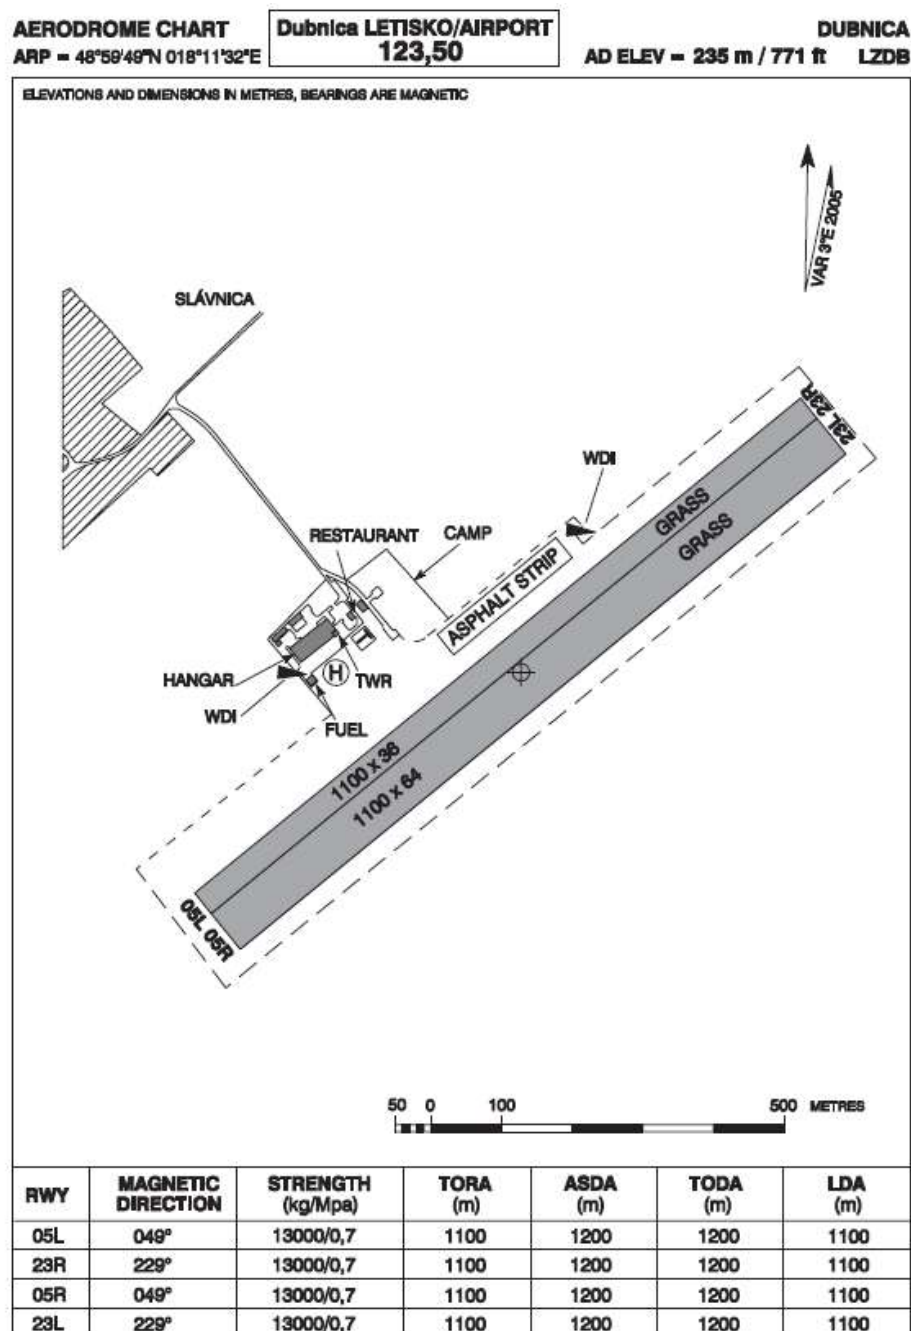 AERODROME CHART
ARP = 48°59'49"N 018°11'32"E
Dubnica LETISKO/AIRPORT
123,50
DUBNICA
AD ELEV = 235 m / 771 ft LZDB
ELEVATIONS AND DIMENSIONS IN METRES, BEARINGS ARE MAGNETIC
VAR 3°E 2005
SLÁVNICA
23L 23R
WDI
GRASS
GRASS
RESTAURANT
CAMP
ASPHALT STRIP
HANGAR
H
TWR
WDI
FUEL
1100 x 36
1100 x 64
05L 05R
50 0 100 500 METRES
RWY MAGNETIC DIRECTION STRENGTH (kg/Mpa) TORA (m) ASDA (m) TODA (m) LDA (m)
05L 049° 13000/0,7 1100 1200 1200 1100
23R 229° 13000/0,7 1100 1200 1200 1100
05R 049° 13000/0,7 1100 1200 1200 1100
23L 229° 13000/0,7 1100 1200 1200 1100